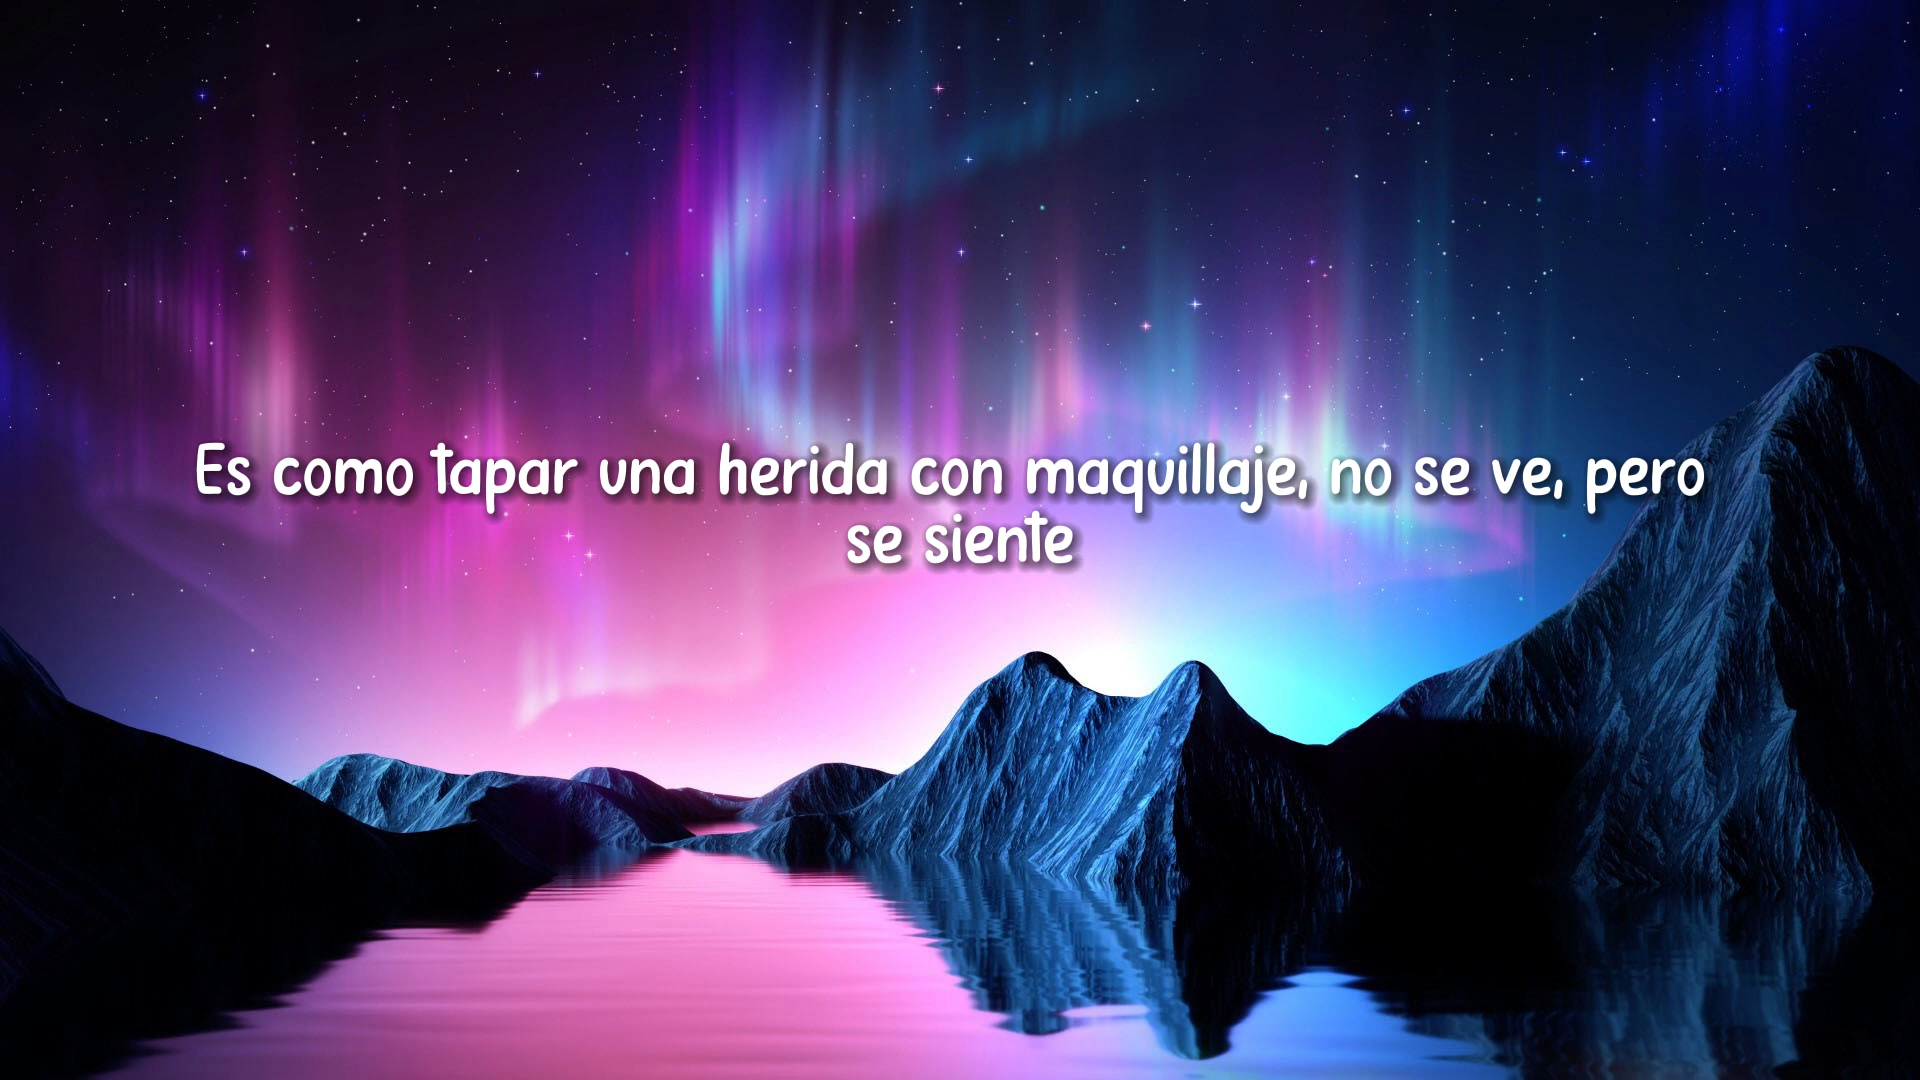 Es como tapar una herida con maquillaje, no se ve, pero
se siente